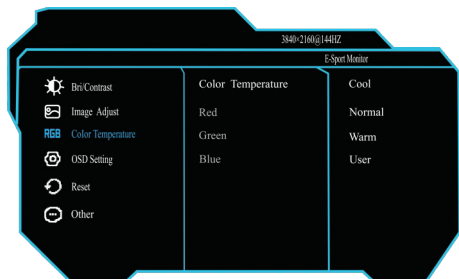 3840×2160@144HZ
E-Sport Monitor
Bri/Contrast
Image Adjust
RGB Color Temperature
OSD Setting
Reset
Other
Color Temperature
Red
Green
Blue
Cool
Normal
Warm
User